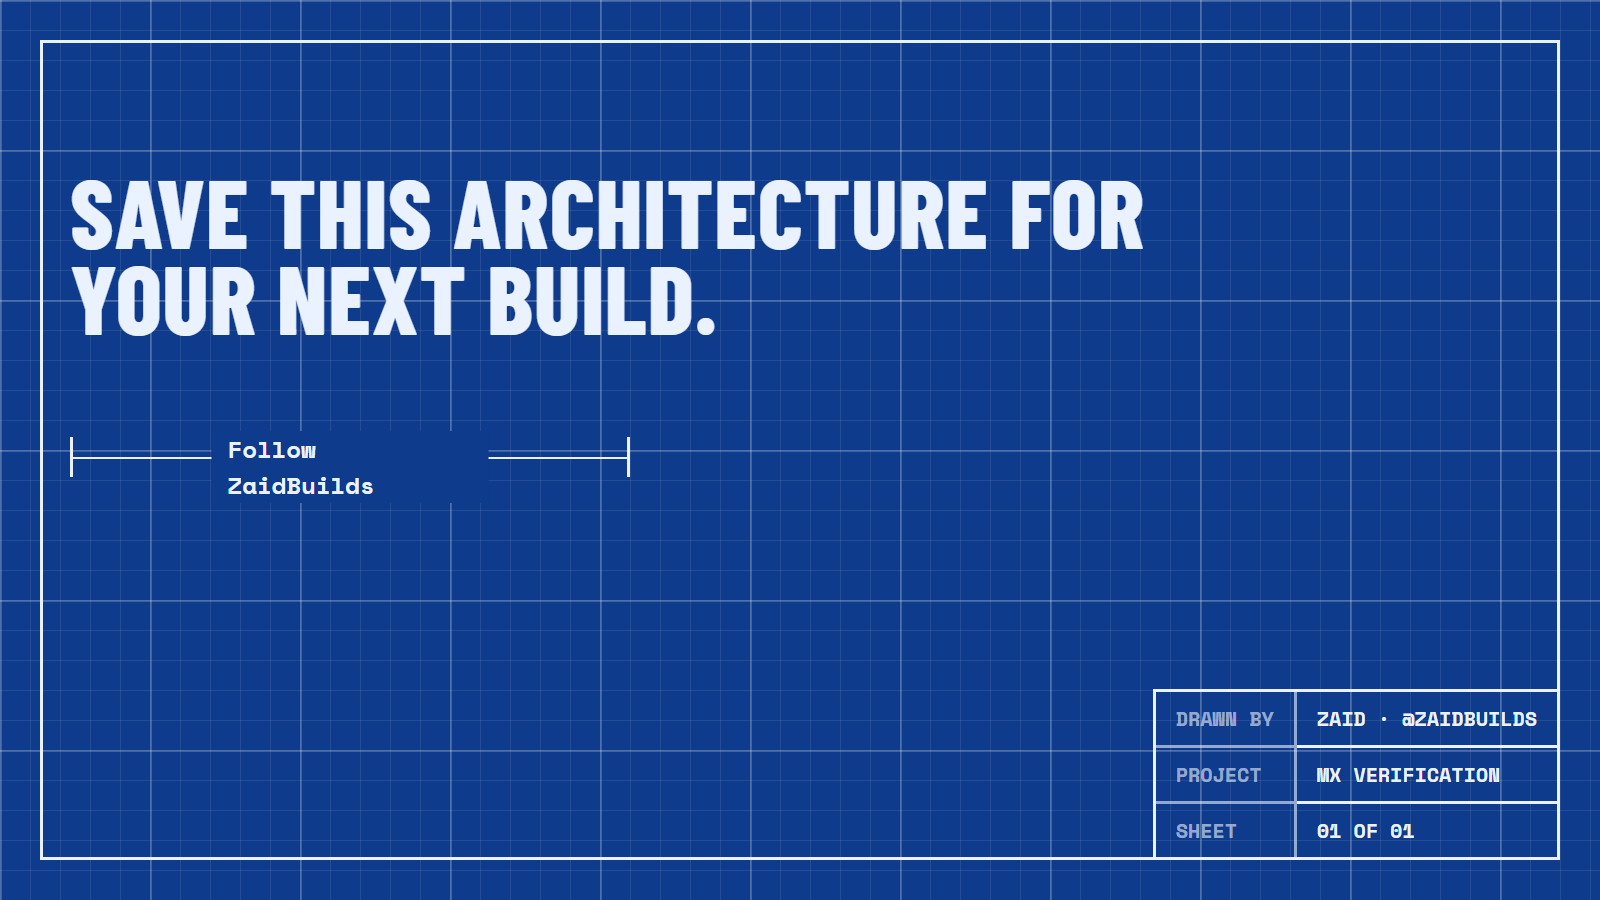 SAVE THIS ARCHITECTURE FOR
YOUR NEXT BUILD.
Follow
ZaidBuilds
DRAWN BY ZAID · @ZAIDBUILDS
PROJECT MX VERIFICATION
SHEET 01 OF 01